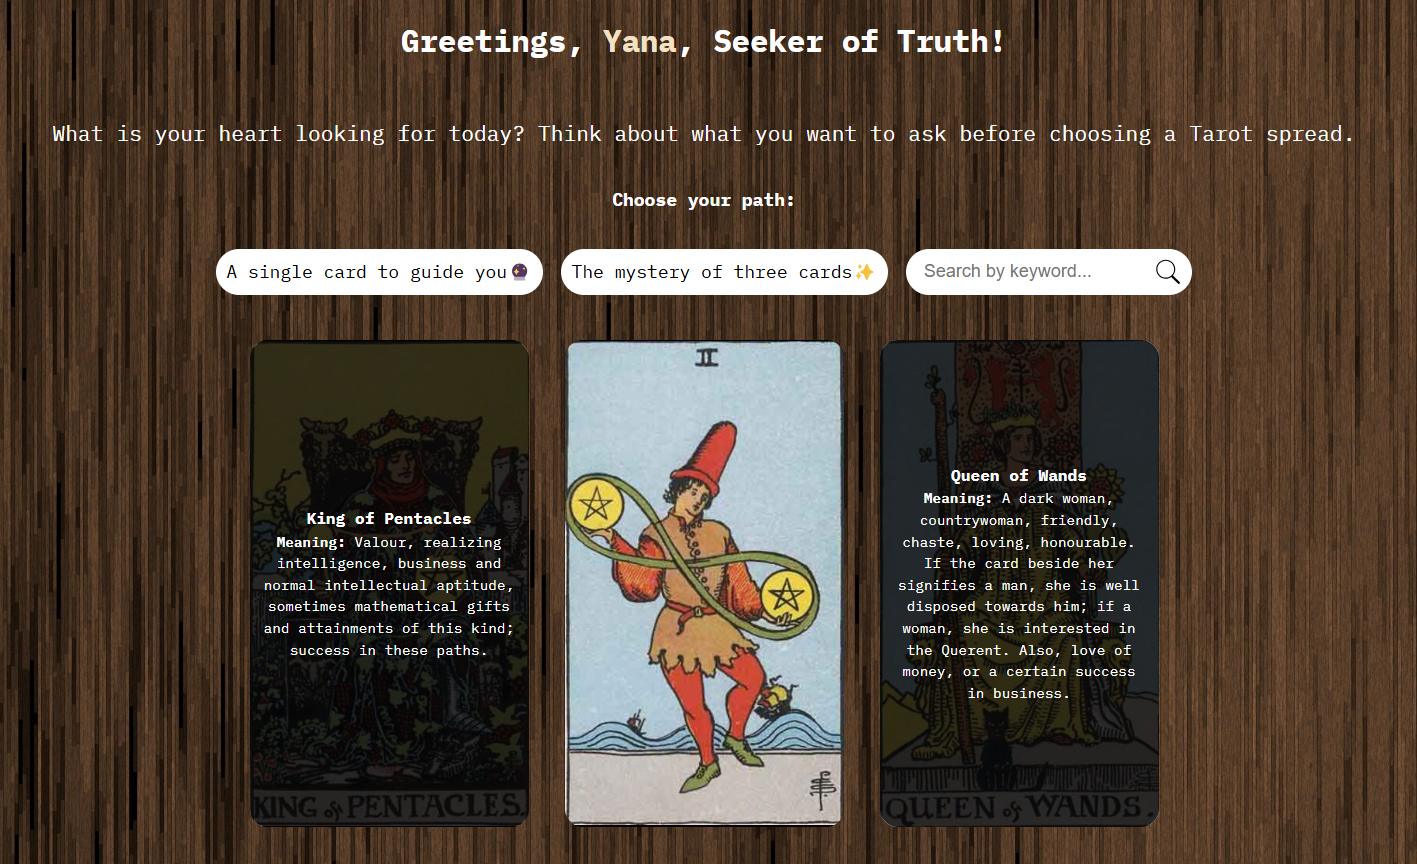 Greetings, Yana, Seeker of Truth!
What is your heart looking for today? Think about what you want to ask before choosing a Tarot spread.
Choose your path:
A single card to guide you🔮
The mystery of three cards✨
Search by keyword...
King of Pentacles
Meaning: Valour, realizing
intelligence, business and
normal intellectual aptitude,
sometimes mathematical gifts
and attainments of this kind;
success in these paths.
KING of PENTACLES.
II
Queen of Wands
Meaning: A dark woman,
countrywoman, friendly,
chaste, loving, honourable.
If the card beside her
signifies a man, she is well
disposed towards him; if a
woman, she is interested in
the Querent. Also, love of
money, or a certain success
in business.
QUEEN of WANDS.